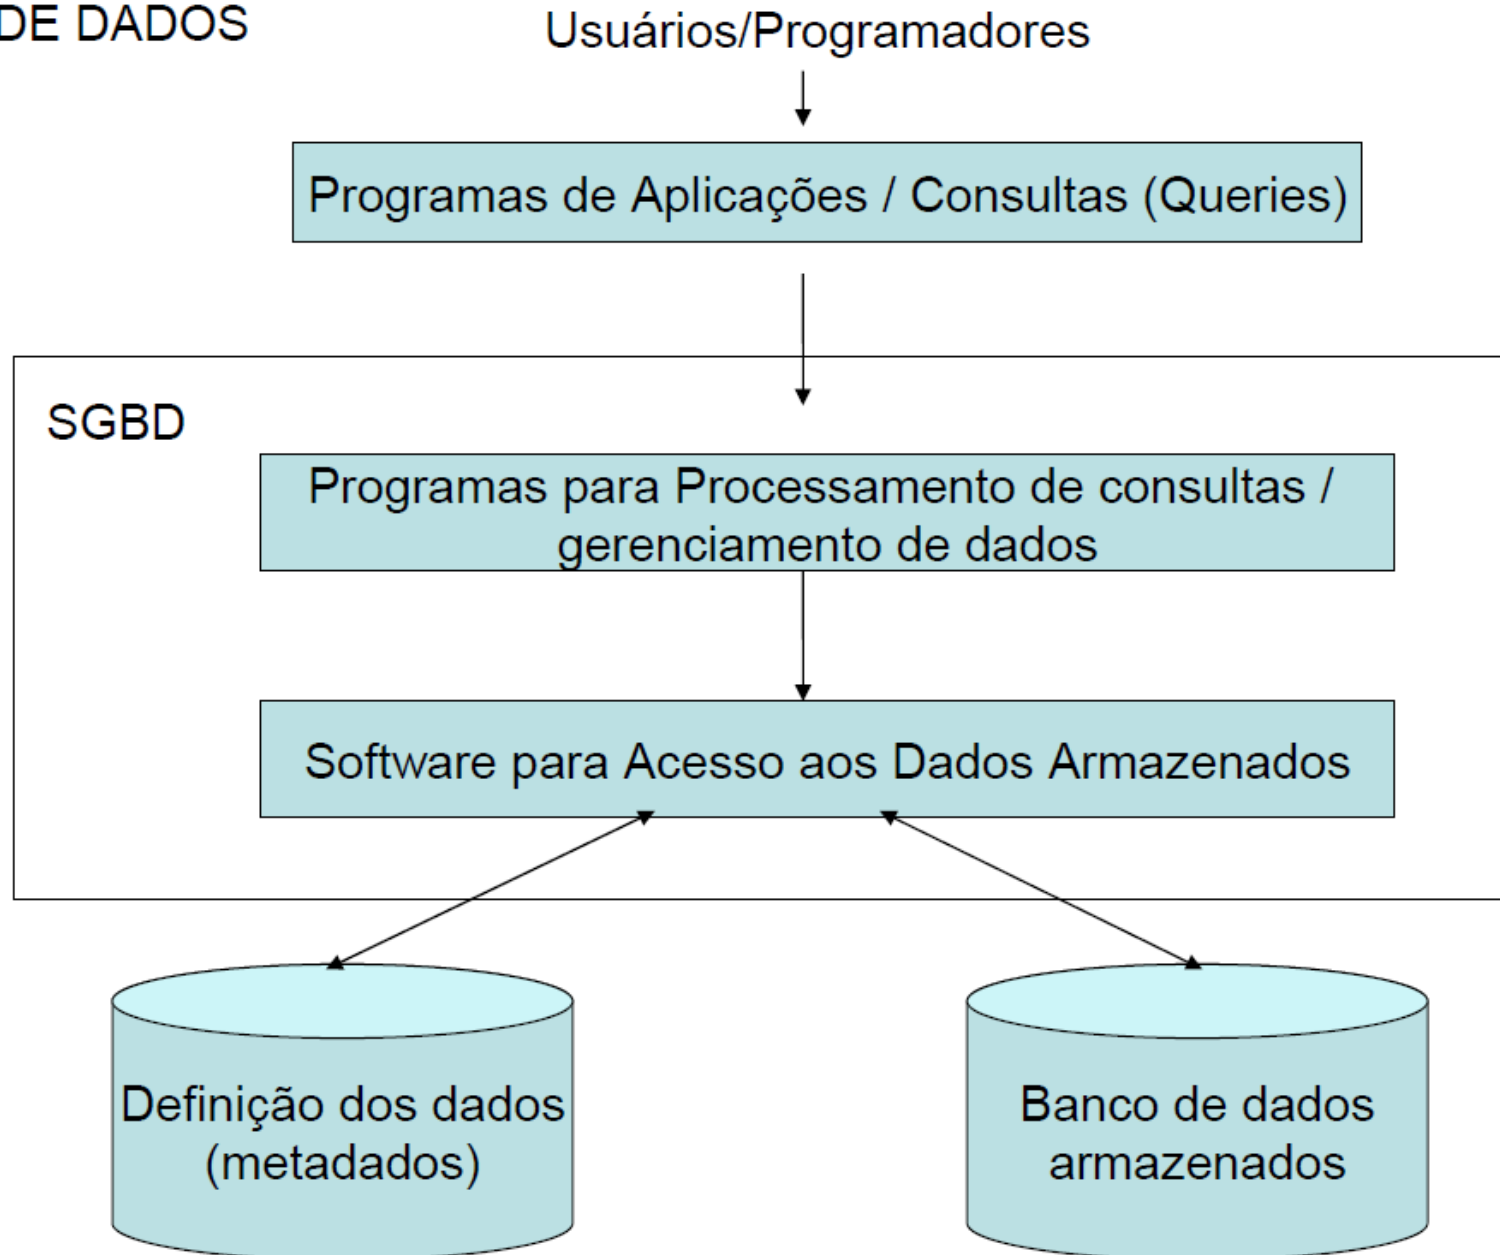 DE DADOS
Usuários/Programadores
Programas de Aplicações / Consultas (Queries)
SGBD
Programas para Processamento de consultas /
gerenciamento de dados
Software para Acesso aos Dados Armazenados
Definição dos dados
(metadados)
Banco de dados
armazenados